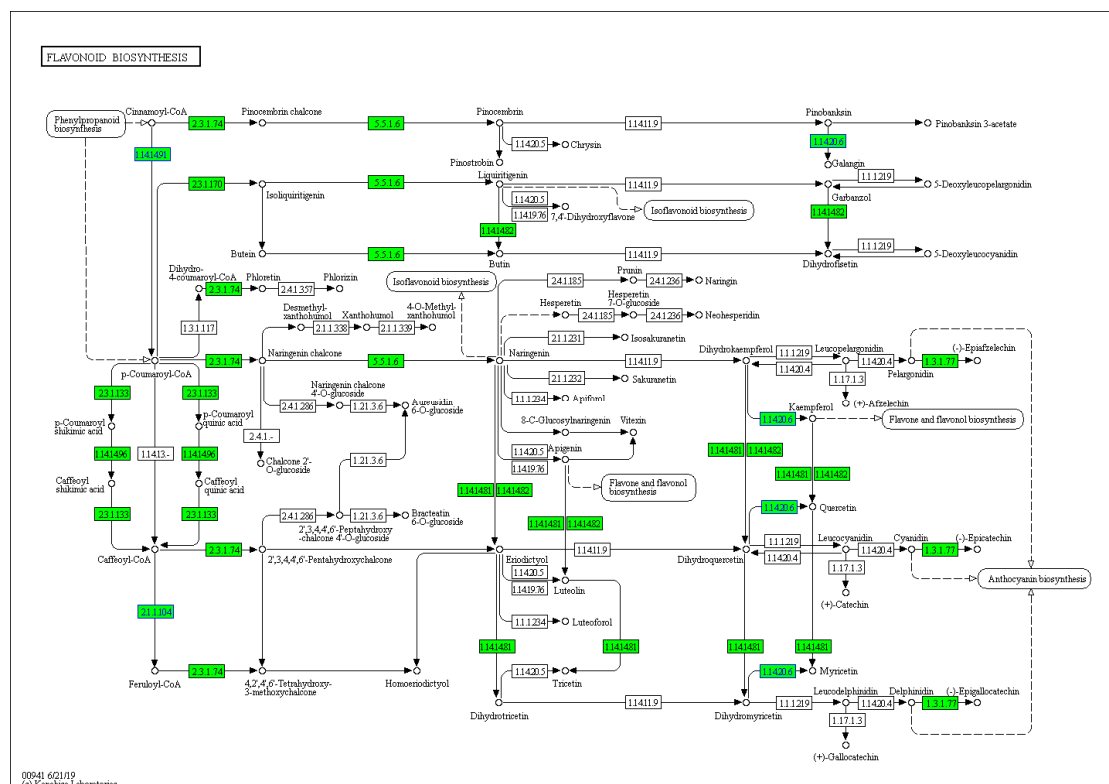 FLAVONOID BIOSYNTHESIS
Phenylpropanoid
biosynthesis
Cinnamoyl-CoA
2.3.1.74
Pinocembrin chalcone
5.5.1.6
Pinocembrin
1.14.11.9
Pinobanksin
Pinobanksin 3-acetate
1.14.20.5
Chrysin
1.14.20.6
1.14.14.91
Pinostrobin
Galangin
2.3.1.170
Isoliquiritigenin
5.5.1.6
Liquiritigenin
1.14.11.9
Garbanzol
1.1.1.219
5-Deoxyleucopelargonidin
1.14.20.5
1.14.19.76
7,4'-Dihydroxyflavone
Isoflavonoid biosynthesis
1.14.14.82
1.14.14.82
Butein
5.5.1.6
Butin
1.14.11.9
Dihydrofisetin
1.1.1.219
5-Deoxyleucocyanidin
Dihydro-
4-coumaroyl-CoA
Phloretin
Phlorizin
2.3.1.74
2.4.1.357
Isoflavonoid biosynthesis
2.4.1.185
Prunin
2.4.1.236
Naringin
Desmethyl-
xanthohumol
Xanthohumol
4-O-Methyl-
xanthohumol
2.1.1.338
2.1.1.339
Hesperetin
Hesperetin
7-O-glucoside
2.4.1.185
2.4.1.236
Neohesperidin
1.3.1.117
2.1.1.231
Isosakuranetin
p-Coumaroyl-CoA
2.3.1.74
Naringenin chalcone
5.5.1.6
Naringenin
1.14.11.9
Dihydrokaempferol
1.1.1.219
1.14.20.4
Leucopelargonidin
1.14.20.4
Pelargonidin
1.3.1.77
(-)-Epiafzelechin
2.1.1.232
Sakuranetin
1.17.1.3
(+)-Afzelechin
2.3.1.133
2.3.1.133
Naringenin chalcone
4'-O-glucoside
Aureusidin
6-O-glucoside
2.4.1.286
1.21.3.6
1.1.1.234
Apiforol
p-Coumaroyl
shikimic acid
p-Coumaroyl
quinic acid
8-C-Glucosylnaringenin
Vitexin
Kaempferol
1.14.20.6
Flavone and flavonol biosynthesis
2.4.1.-
1.14.14.96
1.14.13.-
1.14.14.96
Chalcone 2'-
O-glucoside
1.21.3.6
1.14.20.5
1.14.19.76
Apigenin
1.14.14.81
1.14.14.82
1.14.14.81
1.14.14.82
Caffeoyl
shikimic acid
Caffeoyl
quinic acid
Flavone and flavonol
biosynthesis
1.14.14.81
1.14.14.82
2.3.1.133
2.3.1.133
2.4.1.286
1.21.3.6
Bracteatin
6-O-glucoside
2',3,4,4',6'-Peptahydroxy
-chalcone 4'-O-glucoside
1.14.14.81
1.14.14.82
1.14.20.6
Quercetin
Caffeoyl-CoA
2.3.1.74
2',3,4,4',6'-Pentahydroxychalcone
Eriodictyol
1.14.11.9
Dihydroquercetin
1.1.1.219
1.14.20.4
Leucocyanidin
1.14.20.4
Cyanidin
1.3.1.77
(-)-Epicatechin
1.14.20.5
1.14.19.76
Luteolin
1.17.1.3
(+)-Catechin
Anthocyanin biosynthesis
2.1.1.104
1.1.1.234
Luteoforol
1.14.14.81
1.14.14.81
1.14.14.81
1.14.14.81
Feruloyl-CoA
2.3.1.74
4,2',4',6'-Tetrahydroxy-
3-methoxychalcone
Homoeriodictyol
1.14.20.5
Tricetin
1.14.20.6
Myricetin
Dihydrotricetin
1.14.11.9
Dihydromyricetin
1.1.1.219
Leucodelphinidin
1.14.20.4
Delphinidin
1.3.1.77
(-)-Epigallocatechin
1.17.1.3
(+)-Gallocatechin
00941 6/21/19
(c) Kanehisa Laboratories